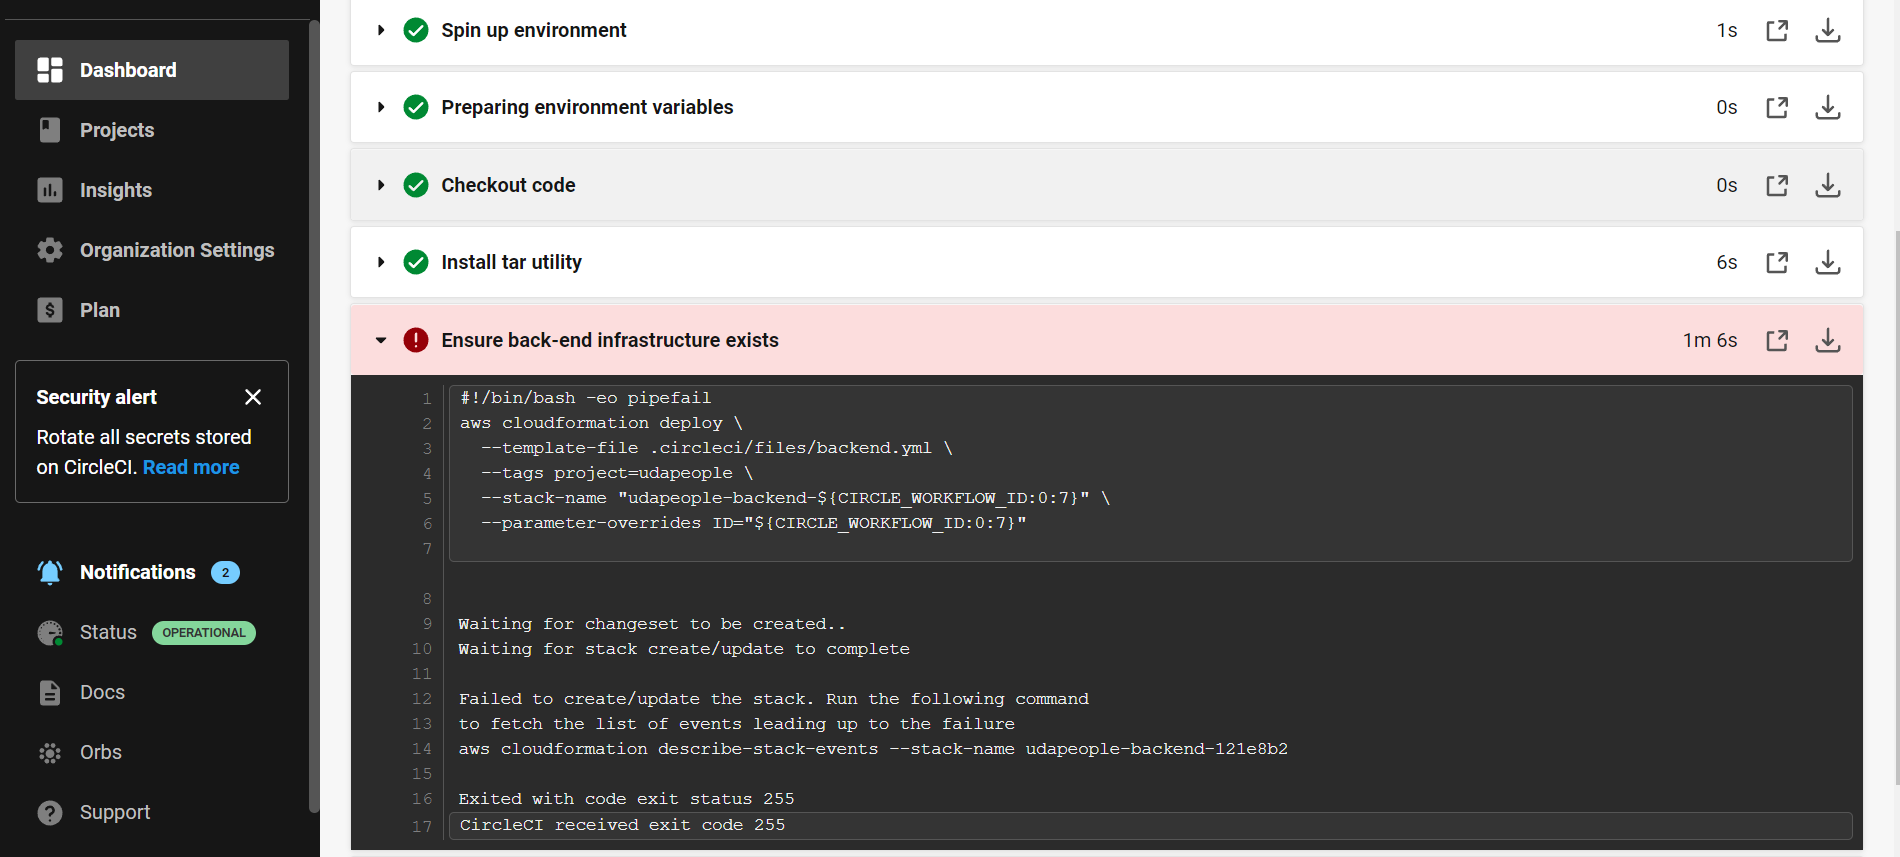 Dashboard
Projects
Insights
Organization Settings
Plan
Security alert
Rotate all secrets stored
on CircleCI. Read more
Notifications 2
Status OPERATIONAL
Docs
Orbs
Support
Spin up environment 1s
Preparing environment variables 0s
Checkout code 0s
Install tar utility 6s
Ensure back-end infrastructure exists 1m 6s
1 #!/bin/bash -eo pipefail
2 aws cloudformation deploy \
3   --template-file .circleci/files/backend.yml \
4   --tags project=udapeople \
5   --stack-name "udapeople-backend-${CIRCLE_WORKFLOW_ID:0:7}" \
6   --parameter-overrides ID="${CIRCLE_WORKFLOW_ID:0:7}"
7
8
9 Waiting for changeset to be created..
10 Waiting for stack create/update to complete
11
12 Failed to create/update the stack. Run the following command
13 to fetch the list of events leading up to the failure
14 aws cloudformation describe-stack-events --stack-name udapeople-backend-121e8b2
15
16 Exited with code exit status 255
17 CircleCI received exit code 255